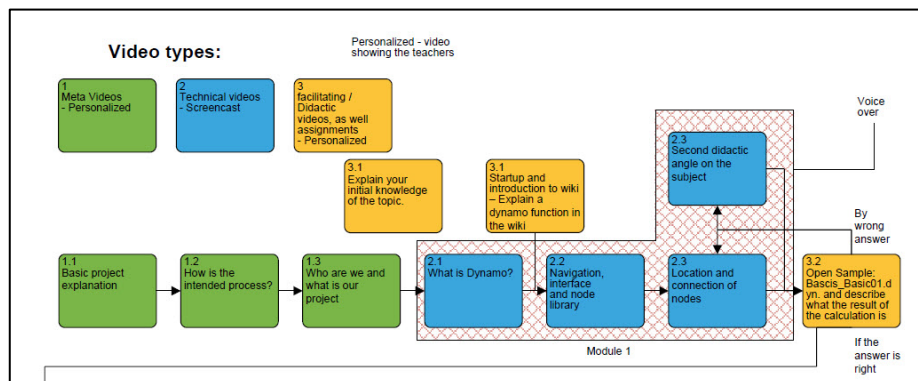 Video types:
Personalized - video
showing the teachers
1
Meta Videos
- Personalized
2
Technical videos
- Screencast
3
facilitating /
Didactic
videos, as well
assignments
- Personalized
Voice
over
2.3
Second didactic
angle on the
subject
3.1
Explain your
initial knowledge
of the topic.
3.1
Startup and
introduction to wiki
– Explain a
dynamo function in
the wiki
By
wrong
answer
1.1
Basic project
explanation
1.2
How is the
intended process?
1.3
Who are we and
what is our
project
2.1
What is Dynamo?
2.2
Navigation,
interface
and node
library
2.3
Location and
connection of
nodes
3.2
Open Sample:
Bascis_Basic01.d
yn. and describe
what the result of
the calculation is
Module 1
If the
answer is
right